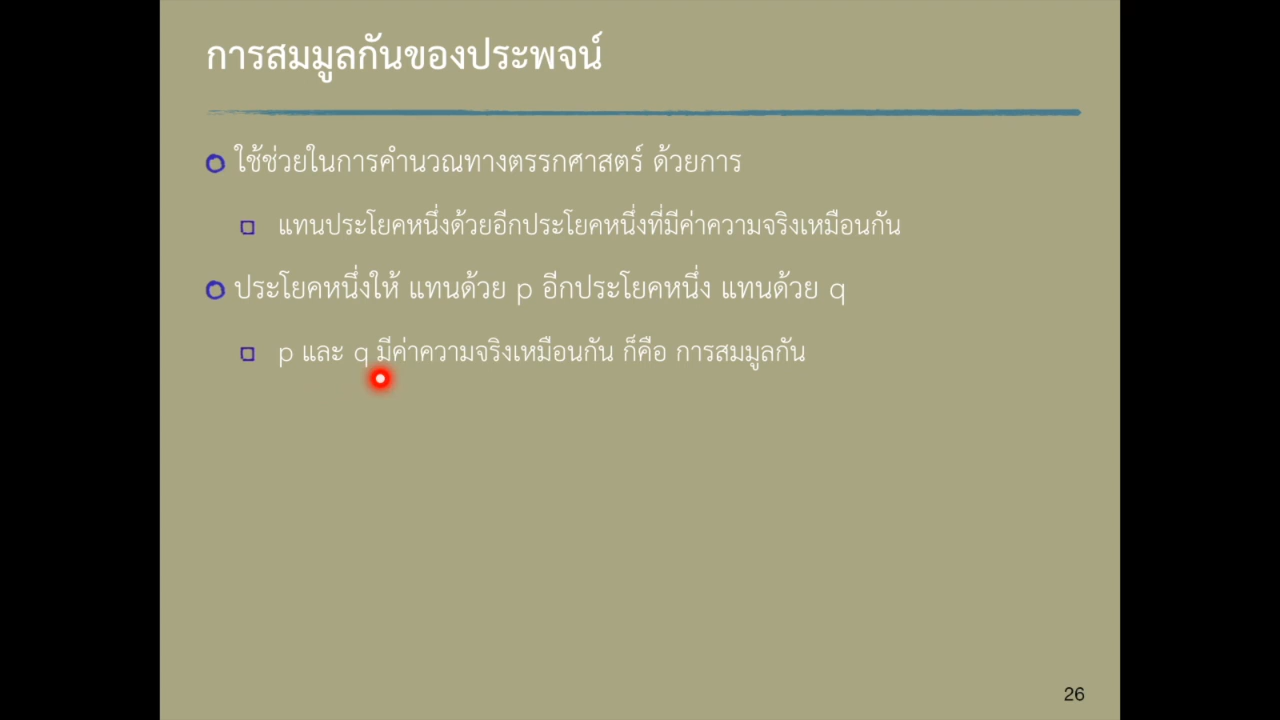 การสมมูลกันของประพจน์
ใช้ช่วยในการคำนวณทางตรรกศาสตร์ ด้วยการ
แทนประโยคหนึ่งด้วยอีกประโยคหนึ่งที่มีค่าความจริงเหมือนกัน
ประโยคหนึ่งให้ แทนด้วย p อีกประโยคหนึ่ง แทนด้วย q
p และ q มีค่าความจริงเหมือนกัน ก็คือ การสมมูลกัน
26